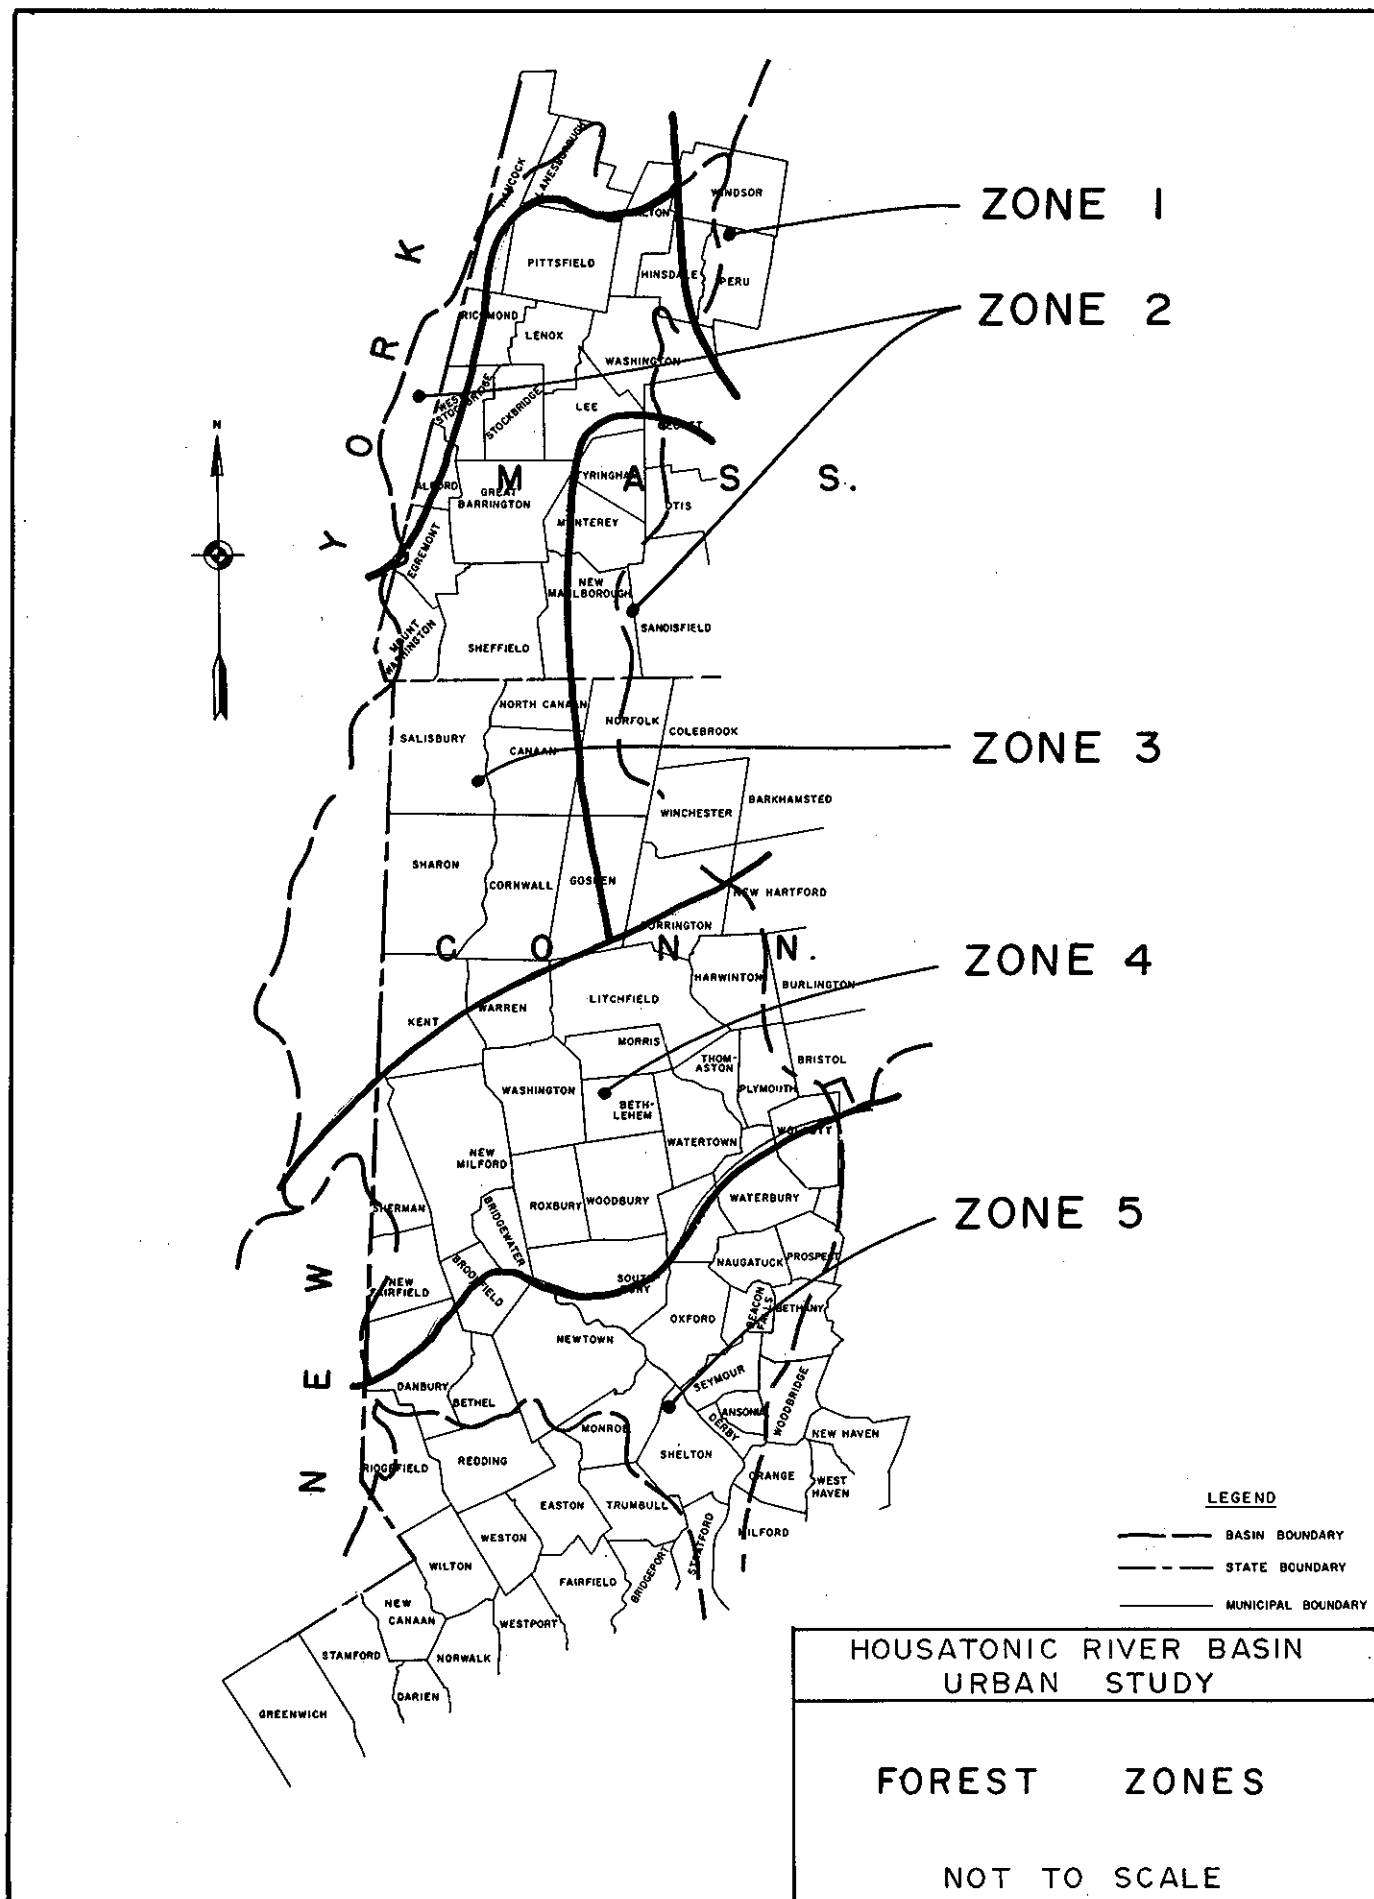 HANCOCK
LANESBOROUGH
WINDSOR
ZONE 1
PITTSFIELD
HINSDALE
PERU
ZONE 2
RICHMOND
LENOX
WASHINGTON
WEST
STOCKBRIDGE
STOCKBRIDGE
LEE
TYRINGHAM
MASS.
ALFORD
GREAT
BARRINGTON
OTIS
MONTEREY
EGREMONT
NEW
MARLBOROUGH
SANDISFIELD
MOUNT
WASHINGTON
SHEFFIELD
N
NORTH CANAAN
NORFOLK
COLEBROOK
SALISBURY
CANAAN
ZONE 3
WINCHESTER
BARKHAMSTED
SHARON
CORNWALL
GOSHEN
NEW HARTFORD
TORRINGTON
CONN.
ZONE 4
HARWINTON
BURLINGTON
LITCHFIELD
WARREN
KENT
MORRIS
THOM-
ASTON
BRISTOL
WASHINGTON
PLYMOUTH
BETH-
LEHEM
WATERTOWN
WOLCOTT
NEW
MILFORD
SHERMAN
BRIDGEWATER
ROXBURY
WOODBURY
WATERBURY
ZONE 5
NAUGATUCK
PROSPECT
NEW
FAIRFIELD
BROOKFIELD
SOUTH
BURY
OXFORD
BEACON
FALLS
BETHANY
NEWTOWN
DANBURY
BETHEL
SEYMOUR
WOODBRIDGE
ANSONIA
DERBY
MONROE
SHELTON
NEW HAVEN
RIDGEFIELD
REDDING
ORANGE
WEST
HAVEN
EASTON
TRUMBULL
STRATFORD
MILFORD
WESTON
WILTON
FAIRFIELD
BRIDGEPORT
NEW
CANAAN
WESTPORT
STAMFORD
NORWALK
DARIEN
GREENWICH
NEW YORK
LEGEND
BASIN BOUNDARY
STATE BOUNDARY
MUNICIPAL BOUNDARY
HOUSATONIC RIVER BASIN
URBAN STUDY
FOREST ZONES
NOT TO SCALE